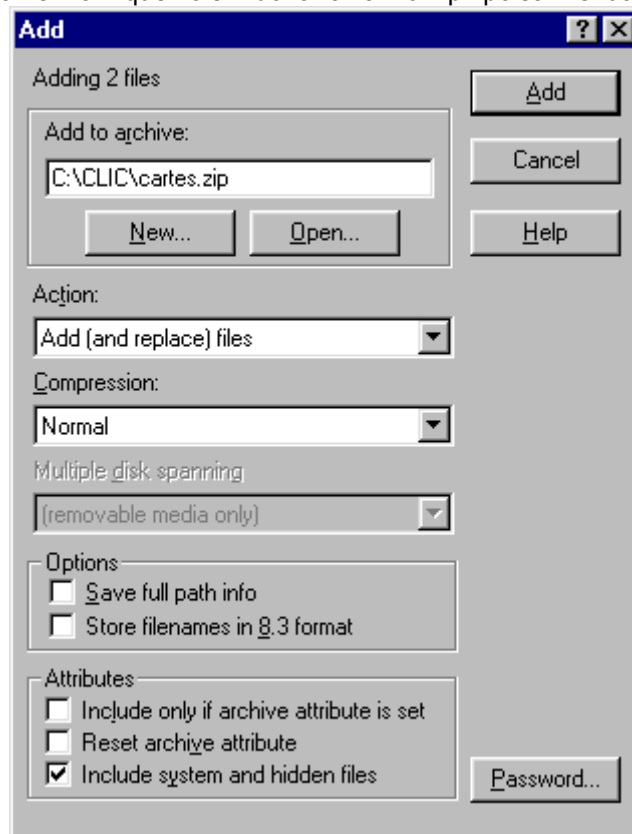 Add
Adding 2 files
Add to archive:
C:\CLIC\cartes.zip
New...
Open...
Add
Cancel
Help
Action:
Add (and replace) files
Compression:
Normal
Multiple disk spanning
(removable media only)
Options
Save full path info
Store filenames in 8.3 format
Attributes
Include only if archive attribute is set
Reset archive attribute
Include system and hidden files
Password...